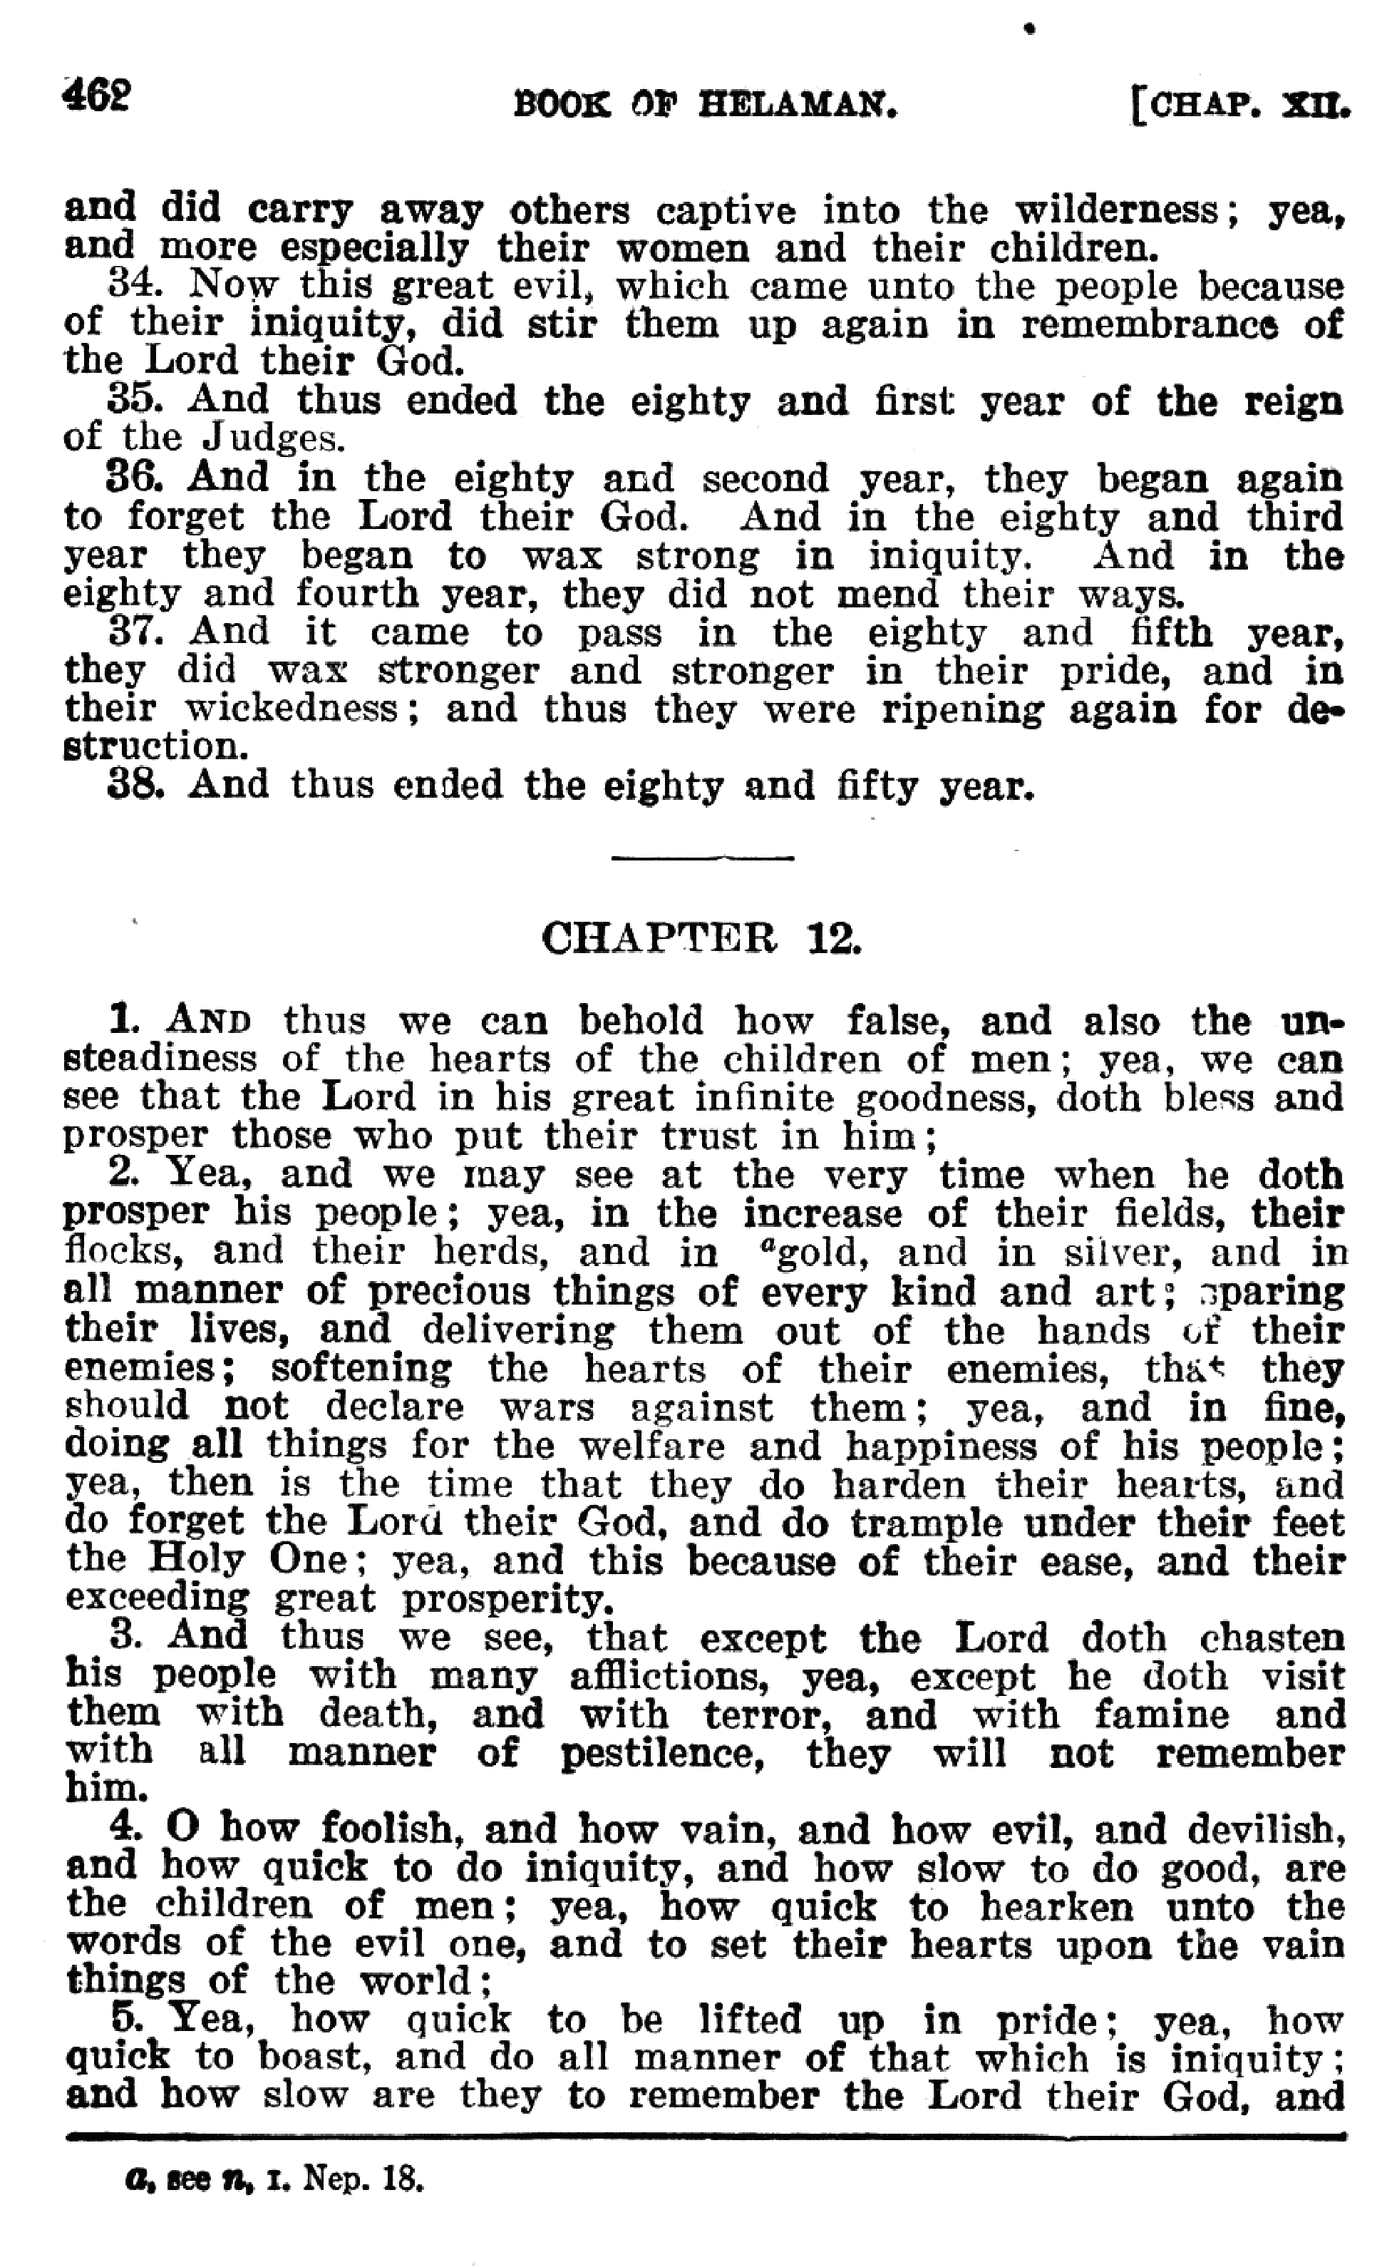 462 BOOK OF HELAMAN. [CHAP. XII.
and did carry away others captive into the wilderness; yea,
and more especially their women and their children.
34. Now this great evil, which came unto the people because
of their iniquity, did stir them up again in remembrance of
the Lord their God.
35. And thus ended the eighty and first year of the reign
of the Judges.
36. And in the eighty and second year, they began again
to forget the Lord their God. And in the eighty and third
year they began to wax strong in iniquity. And in the
eighty and fourth year, they did not mend their ways.
37. And it came to pass in the eighty and fifth year,
they did wax stronger and stronger in their pride, and in
their wickedness; and thus they were ripening again for de-
struction.
38. And thus ended the eighty and fifty year.
CHAPTER 12.
1. AND thus we can behold how false, and also the un-
steadiness of the hearts of the children of men; yea, we can
see that the Lord in his great infinite goodness, doth bless and
prosper those who put their trust in him;
2. Yea, and we may see at the very time when he doth
prosper his people; yea, in the increase of their fields, their
flocks, and their herds, and in ᵃgold, and in silver, and in
all manner of precious things of every kind and art; sparing
their lives, and delivering them out of the hands of their
enemies; softening the hearts of their enemies, that they
should not declare wars against them; yea, and in fine,
doing all things for the welfare and happiness of his people;
yea, then is the time that they do harden their hearts, and
do forget the Lord their God, and do trample under their feet
the Holy One; yea, and this because of their ease, and their
exceeding great prosperity.
3. And thus we see, that except the Lord doth chasten
his people with many afflictions, yea, except he doth visit
them with death, and with terror, and with famine and
with all manner of pestilence, they will not remember
him.
4. O how foolish, and how vain, and how evil, and devilish,
and how quick to do iniquity, and how slow to do good, are
the children of men; yea, how quick to hearken unto the
words of the evil one, and to set their hearts upon the vain
things of the world;
5. Yea, how quick to be lifted up in pride; yea, how
quick to boast, and do all manner of that which is iniquity;
and how slow are they to remember the Lord their God, and
a, see n, I. Nep. 18.